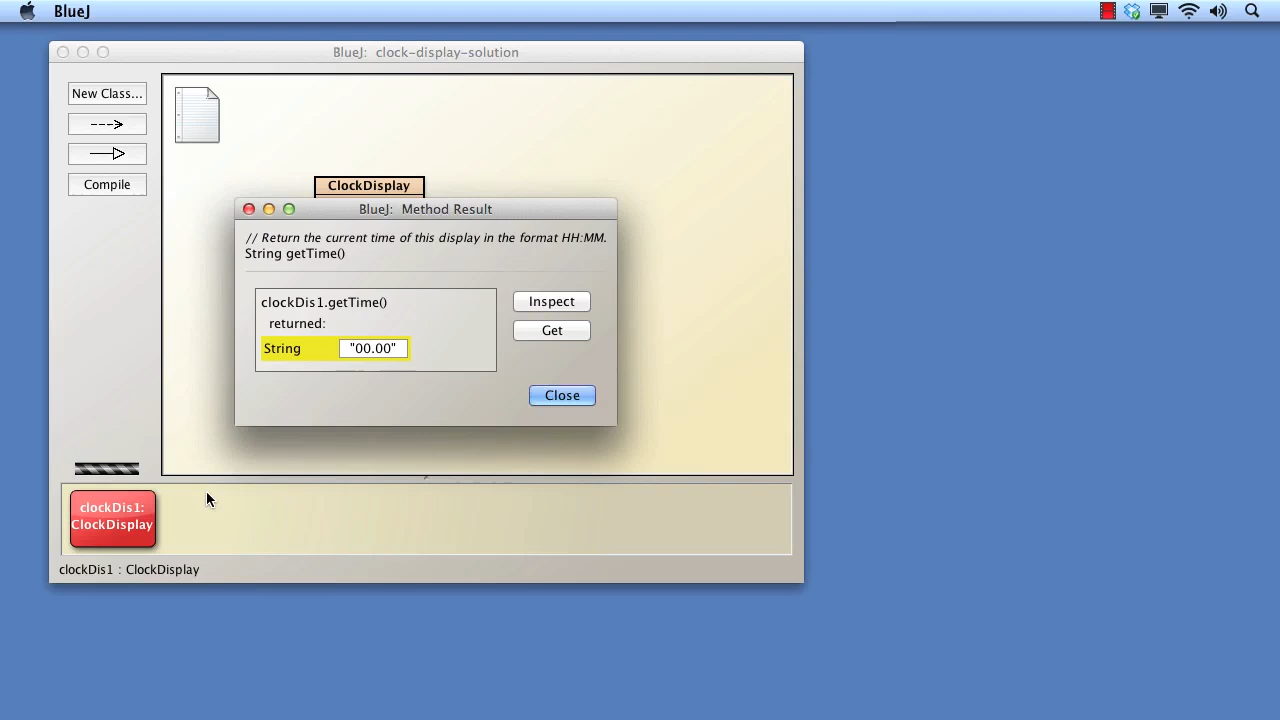 BlueJ
BlueJ: clock-display-solution
New Class...
Compile
ClockDisplay
BlueJ: Method Result
// Return the current time of this display in the format HH:MM.
String getTime()
clockDis1.getTime()
returned:
String "00.00"
Inspect
Get
Close
clockDis1:
ClockDisplay
clockDis1 : ClockDisplay